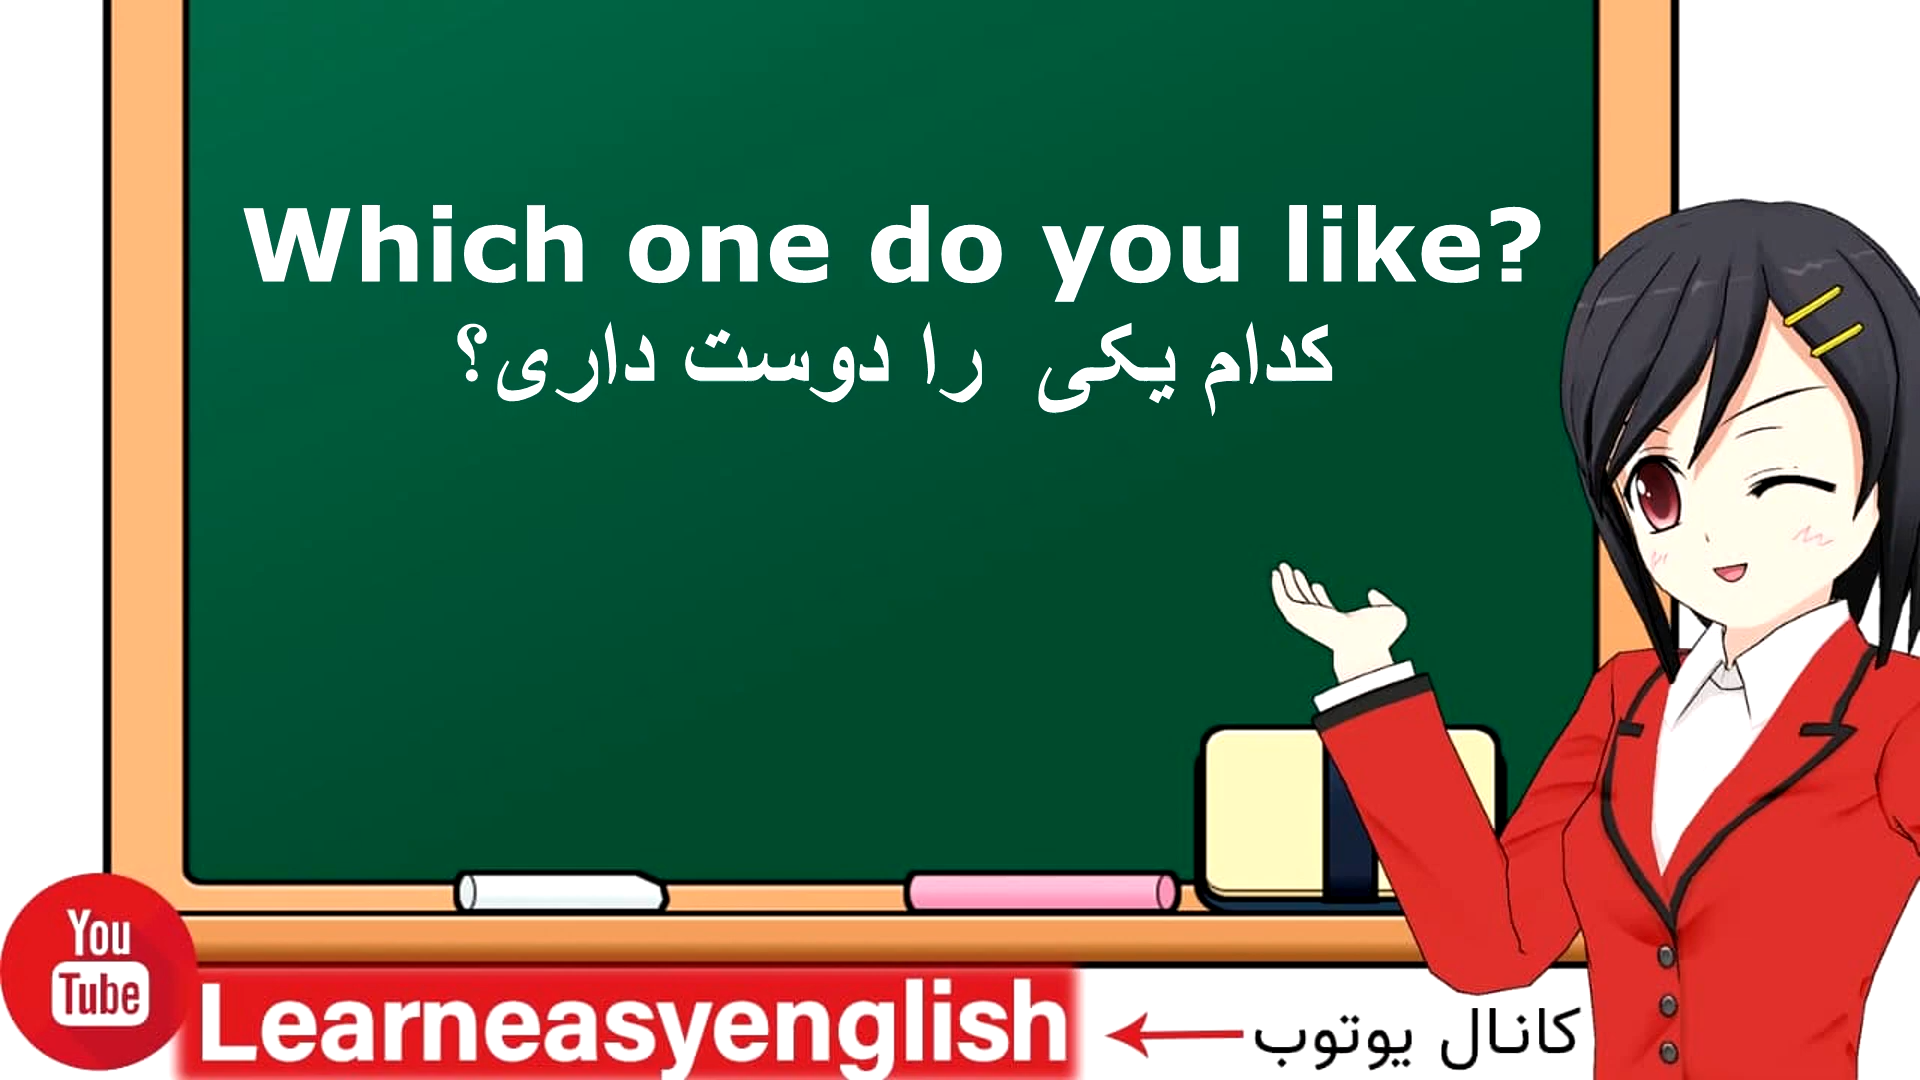 Which one do you like?
کدام یکی را دوست داری؟
You
Tube
Learneasyenglish
کانال یوتوب